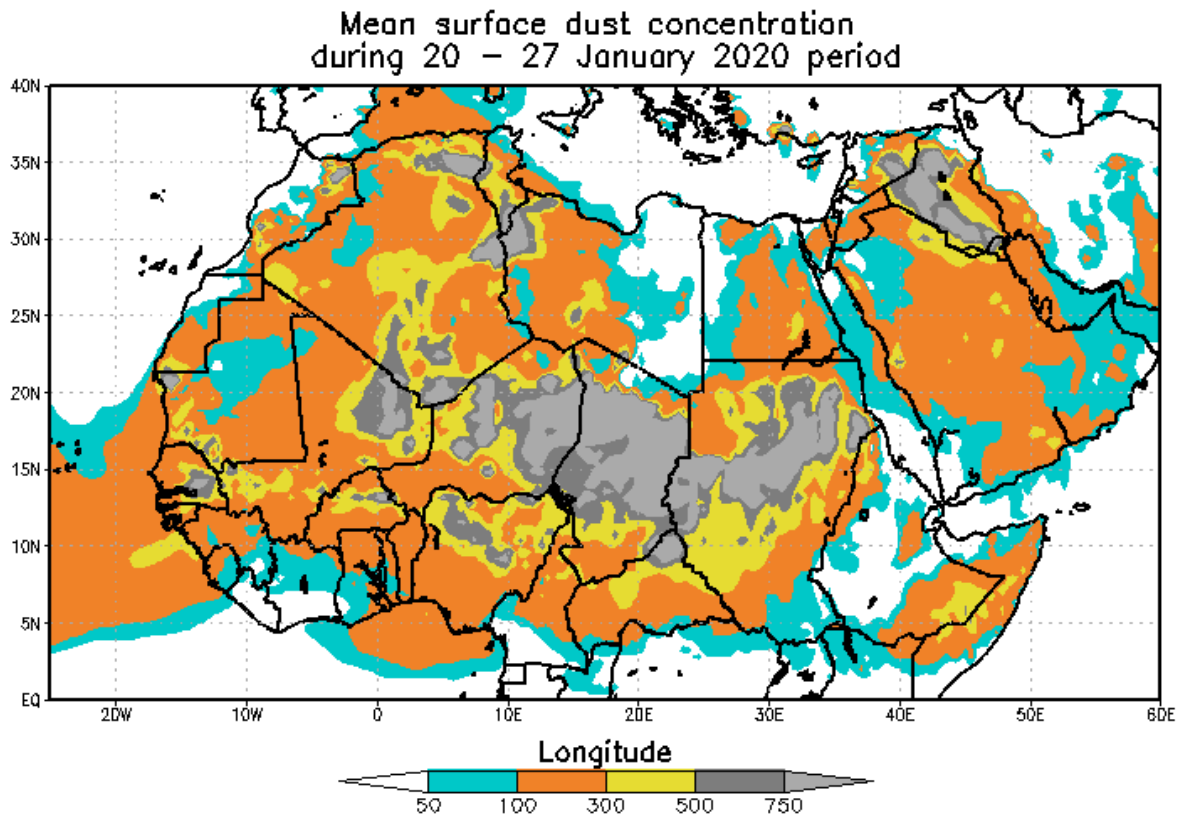 Mean surface dust concentration
during 20 – 27 January 2020 period
40N
35N
30N
25N
20N
15N
10N
5N
EQ
20W 10W 0 10E 20E 30E 40E 50E 60E
Longitude
50 100 300 500 750